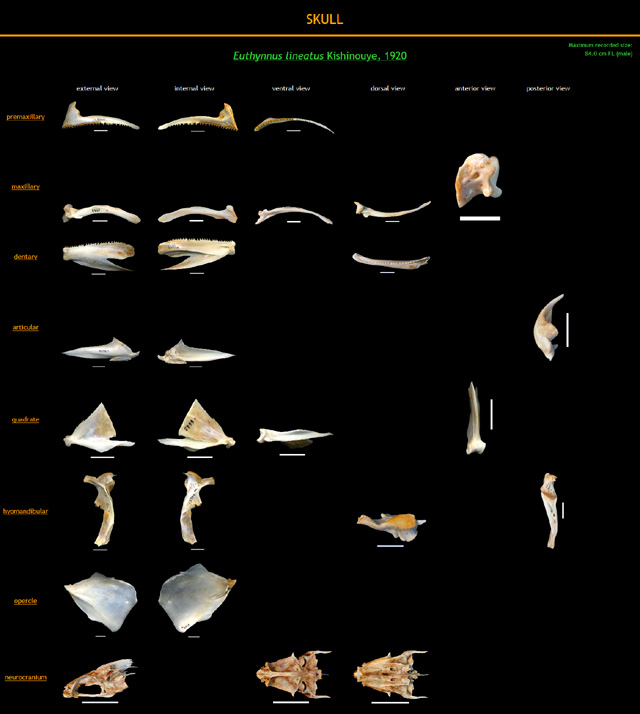 SKULL
Euthynnus lineatus Kishinouye, 1920
Maximum recorded size:
84.0 cm FL (male)
external view internal view ventral view dorsal view anterior view posterior view
premaxillary
maxillary
dentary
articular
quadrate
hyomandibular
opercle
neurocranium